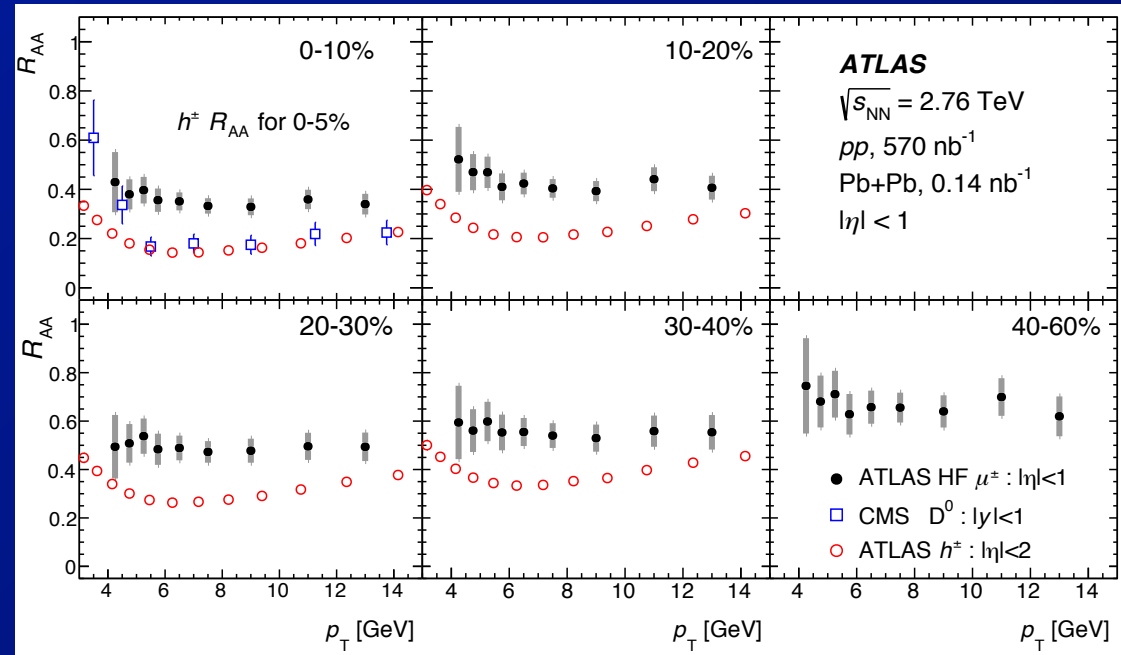 R_AA
1
0.8
0.6
0.4
0.2
0
0-10%
h± R_AA for 0-5%
10-20%
ATLAS
√s_NN = 2.76 TeV
pp, 570 nb⁻¹
Pb+Pb, 0.14 nb⁻¹
|η| < 1
R_AA
1
0.8
0.6
0.4
0.2
0
20-30%
30-40%
40-60%
ATLAS HF μ± : |η|<1
CMS D⁰ : |y|<1
ATLAS h± : |η|<2
4 6 8 10 12 14
4 6 8 10 12 14
4 6 8 10 12 14
p_T [GeV]
p_T [GeV]
p_T [GeV]